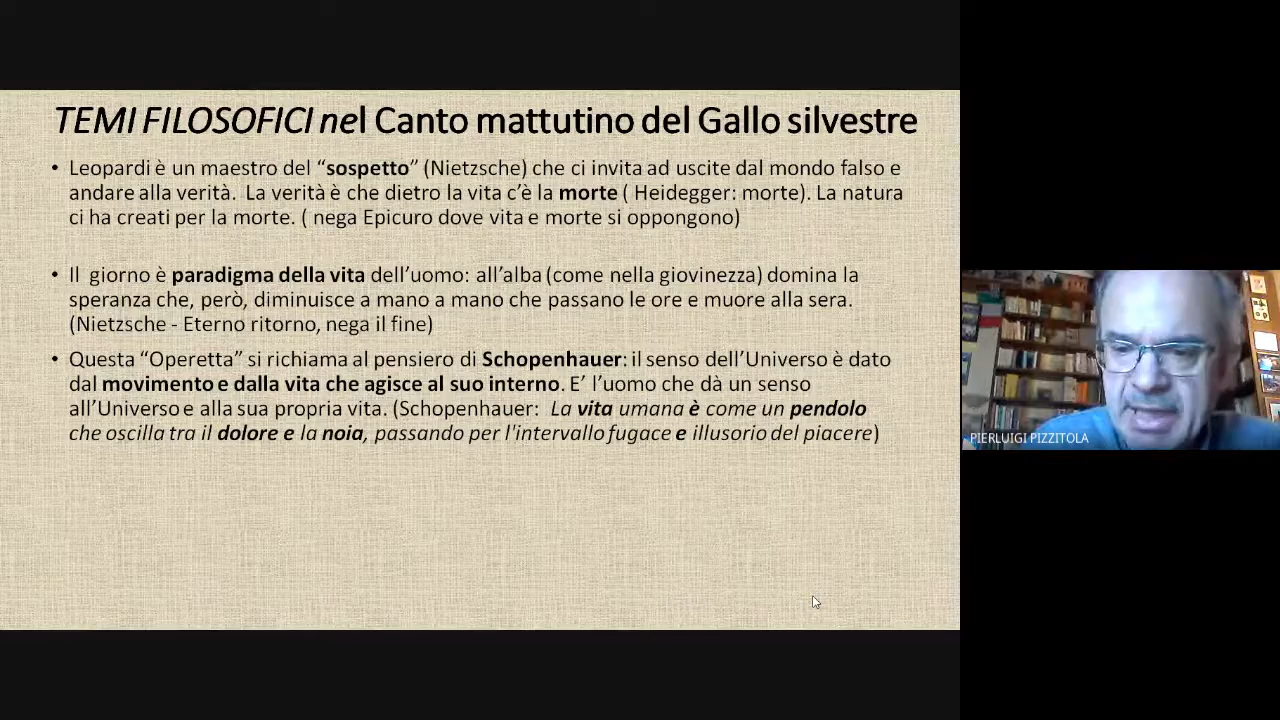 TEMI FILOSOFICI nel Canto mattutino del Gallo silvestre
• Leopardi è un maestro del “sospetto” (Nietzsche) che ci invita ad uscite dal mondo falso e
andare alla verità. La verità è che dietro la vita c’è la morte ( Heidegger: morte). La natura
ci ha creati per la morte. ( nega Epicuro dove vita e morte si oppongono)
• Il giorno è paradigma della vita dell’uomo: all’alba (come nella giovinezza) domina la
speranza che, però, diminuisce a mano a mano che passano le ore e muore alla sera.
(Nietzsche - Eterno ritorno, nega il fine)
• Questa “Operetta” si richiama al pensiero di Schopenhauer: il senso dell’Universo è dato
dal movimento e dalla vita che agisce al suo interno. E’ l’uomo che dà un senso
all’Universo e alla sua propria vita. (Schopenhauer: La vita umana è come un pendolo
che oscilla tra il dolore e la noia, passando per l'intervallo fugace e illusorio del piacere)
PIERLUIGI PIZZITOLA